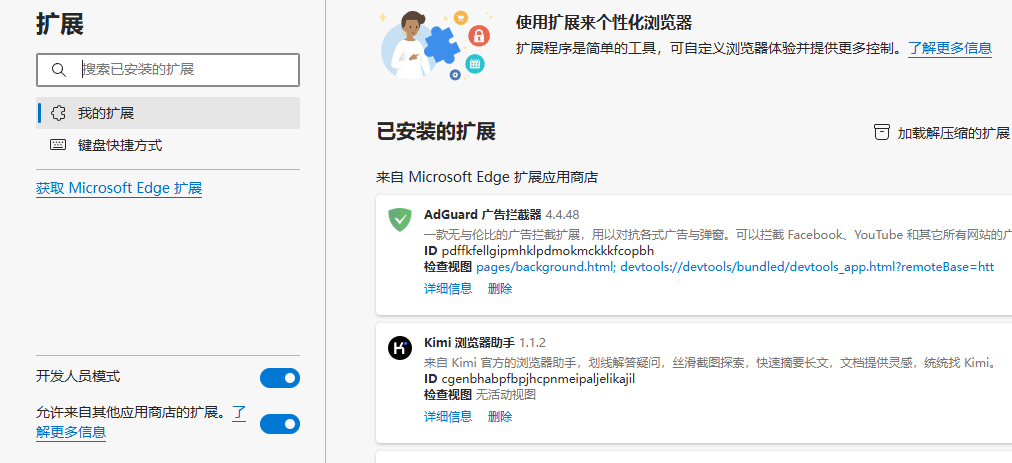 扩展
搜索已安装的扩展
我的扩展
键盘快捷方式
获取 Microsoft Edge 扩展
开发人员模式
允许来自其他应用商店的扩展。了
解更多信息
使用扩展来个性化浏览器
扩展程序是简单的工具，可自定义浏览器体验并提供更多控制。了解更多信息
已安装的扩展
加载解压缩的扩展
来自 Microsoft Edge 扩展应用商店
AdGuard 广告拦截器 4.4.48
一款无与伦比的广告拦截扩展，用以对抗各式广告与弹窗。可以拦截 Facebook、YouTube 和其它所有网站的广
ID pdffkfellgipmhklpdmokmckkkfcopbh
检查视图 pages/background.html; devtools://devtools/bundled/devtools_app.html?remoteBase=htt
详细信息 删除
Kimi 浏览器助手 1.1.2
来自 Kimi 官方的浏览器助手，划线解答疑问，丝滑截图探索，快速摘要长文，文档提供灵感，统统找 Kimi。
ID cgenbhabpfbpjhcpnmeipaljelikajil
检查视图 无活动视图
详细信息 删除